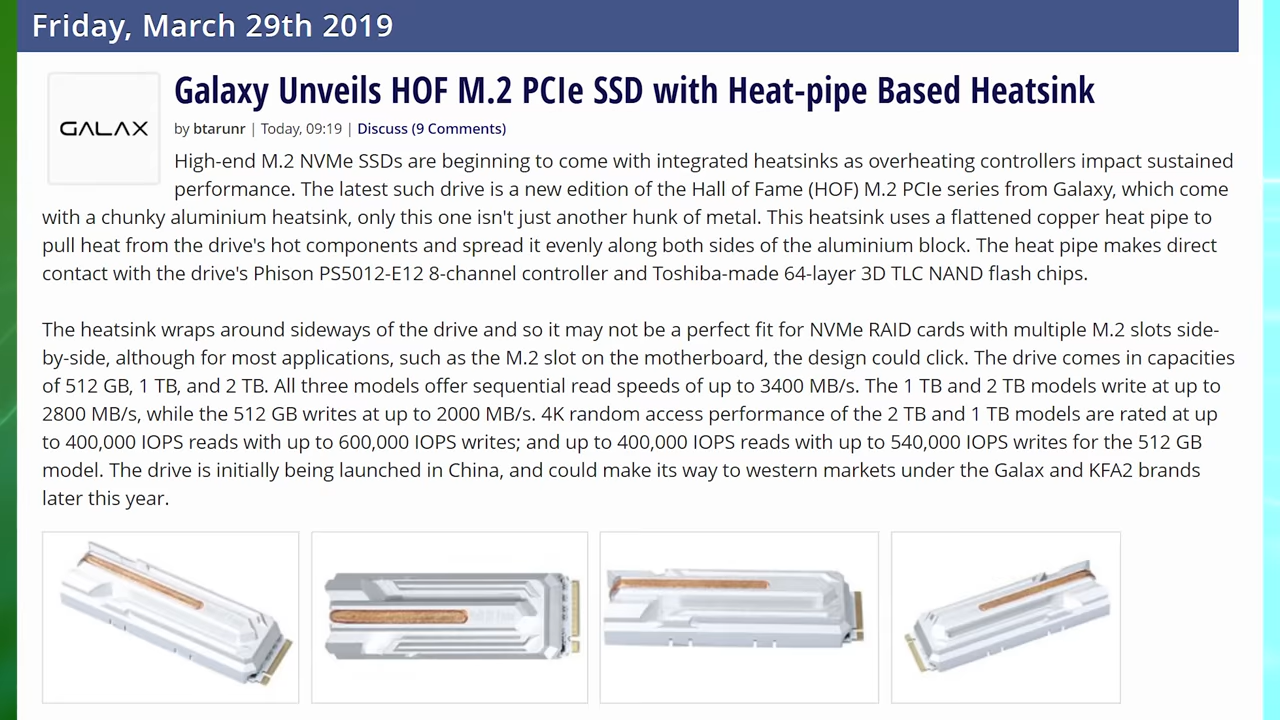 Friday, March 29th 2019
GALAX
Galaxy Unveils HOF M.2 PCIe SSD with Heat-pipe Based Heatsink
by btarunr | Today, 09:19 | Discuss (9 Comments)
High-end M.2 NVMe SSDs are beginning to come with integrated heatsinks as overheating controllers impact sustained
performance. The latest such drive is a new edition of the Hall of Fame (HOF) M.2 PCIe series from Galaxy, which come
with a chunky aluminium heatsink, only this one isn't just another hunk of metal. This heatsink uses a flattened copper heat pipe to
pull heat from the drive's hot components and spread it evenly along both sides of the aluminium block. The heat pipe makes direct
contact with the drive's Phison PS5012-E12 8-channel controller and Toshiba-made 64-layer 3D TLC NAND flash chips.
The heatsink wraps around sideways of the drive and so it may not be a perfect fit for NVMe RAID cards with multiple M.2 slots side-
by-side, although for most applications, such as the M.2 slot on the motherboard, the design could click. The drive comes in capacities
of 512 GB, 1 TB, and 2 TB. All three models offer sequential read speeds of up to 3400 MB/s. The 1 TB and 2 TB models write at up to
2800 MB/s, while the 512 GB writes at up to 2000 MB/s. 4K random access performance of the 2 TB and 1 TB models are rated at up
to 400,000 IOPS reads with up to 600,000 IOPS writes; and up to 400,000 IOPS reads with up to 540,000 IOPS writes for the 512 GB
model. The drive is initially being launched in China, and could make its way to western markets under the Galax and KFA2 brands
later this year.